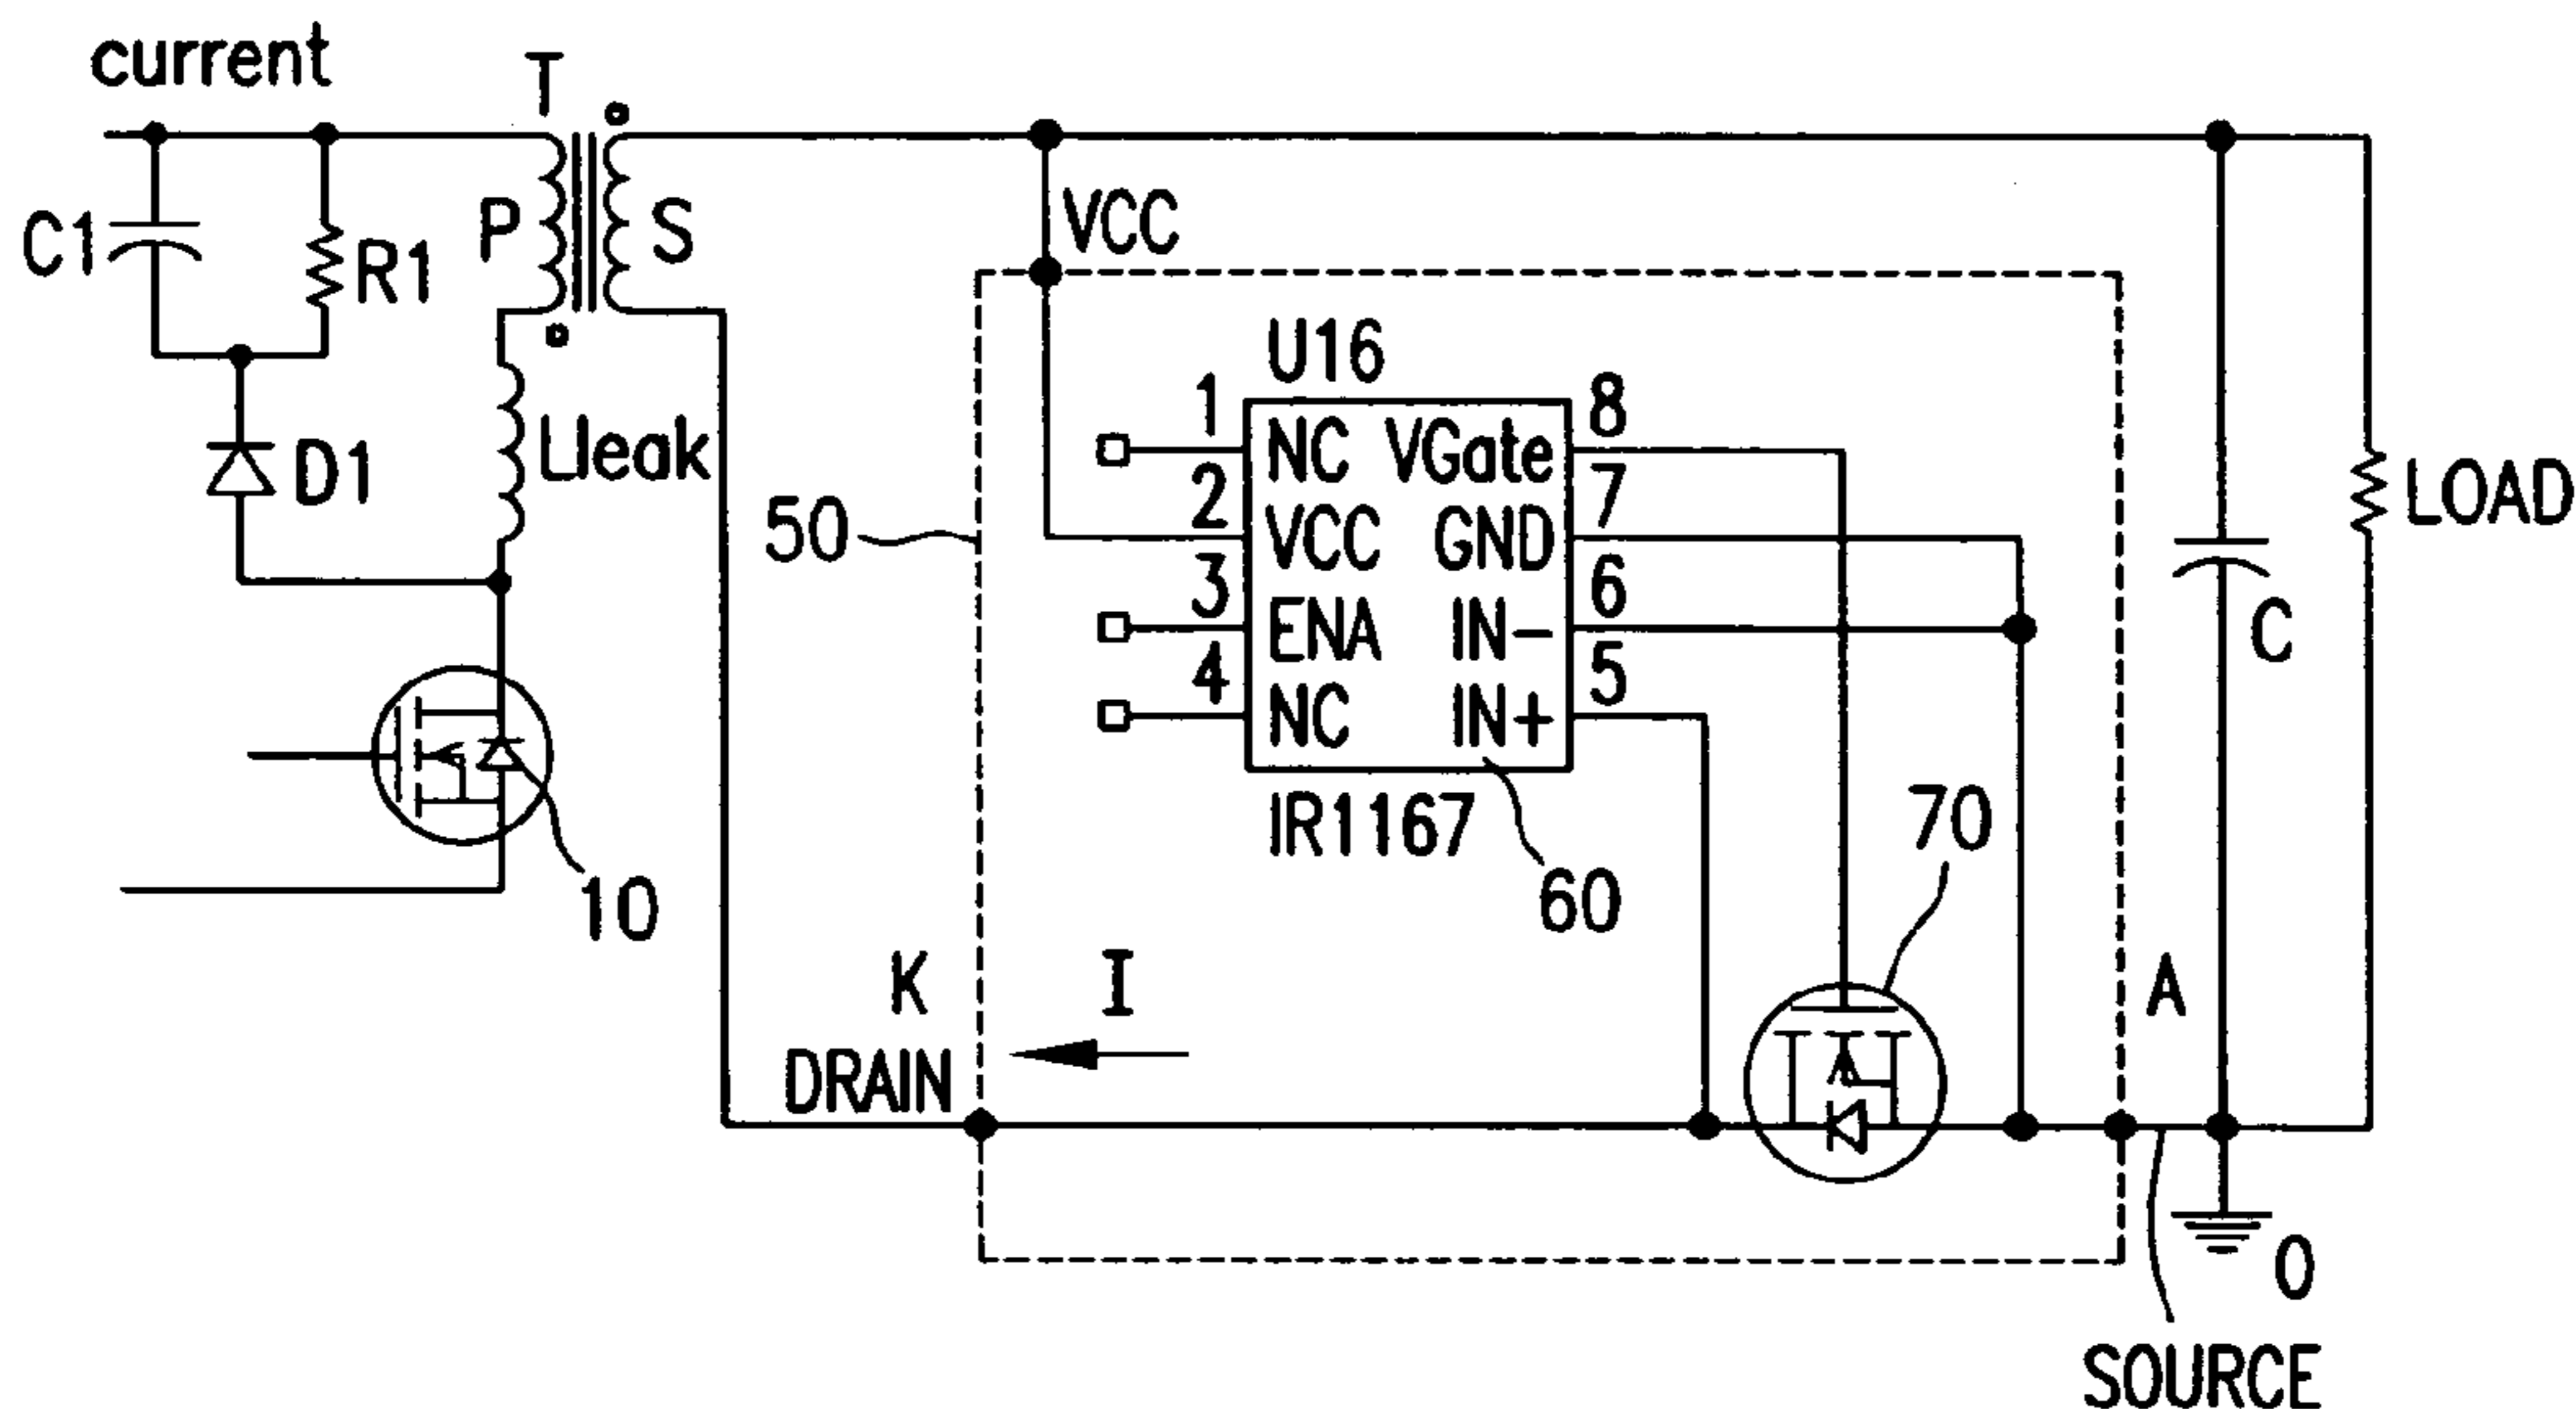 current
T
C1
R1
P
S
VCC
D1
Lleak
50
U16
1
NC
VGate
8
2
VCC
GND
7
3
ENA
IN-
6
4
NC
IN+
5
IR1167
60
70
10
LOAD
C
K
I
A
DRAIN
0
SOURCE